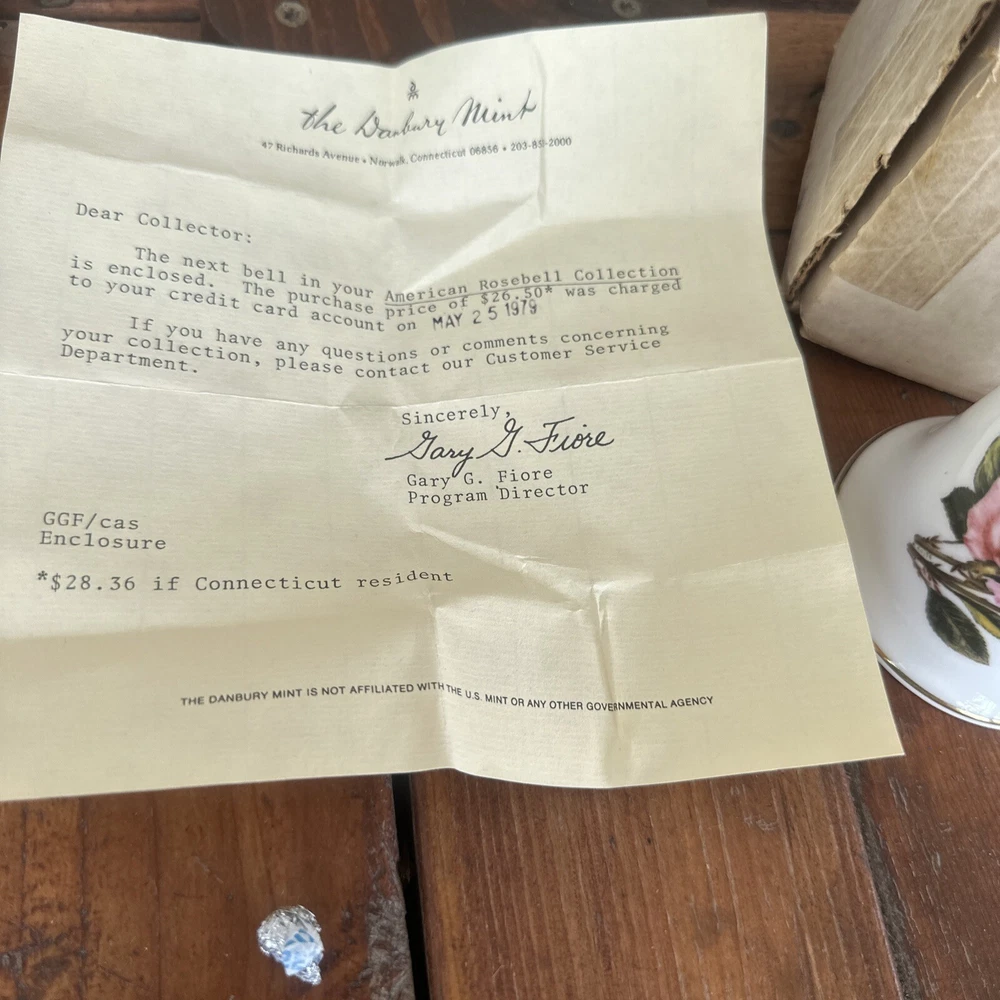 the Danbury Mint
47 Richards Avenue • Norwalk, Connecticut 06856 • 203-853-2000
Dear Collector:
The next bell in your American Rosebell Collection
is enclosed. The purchase price of $26.50* was charged
to your credit card account on MAY 25 1979
If you have any questions or comments concerning
your collection, please contact our Customer Service
Department.
Sincerely,
Gary G. Fiore
Gary G. Fiore
Program Director
GGF/cas
Enclosure
*$28.36 if Connecticut resident
THE DANBURY MINT IS NOT AFFILIATED WITH THE U.S. MINT OR ANY OTHER GOVERNMENTAL AGENCY